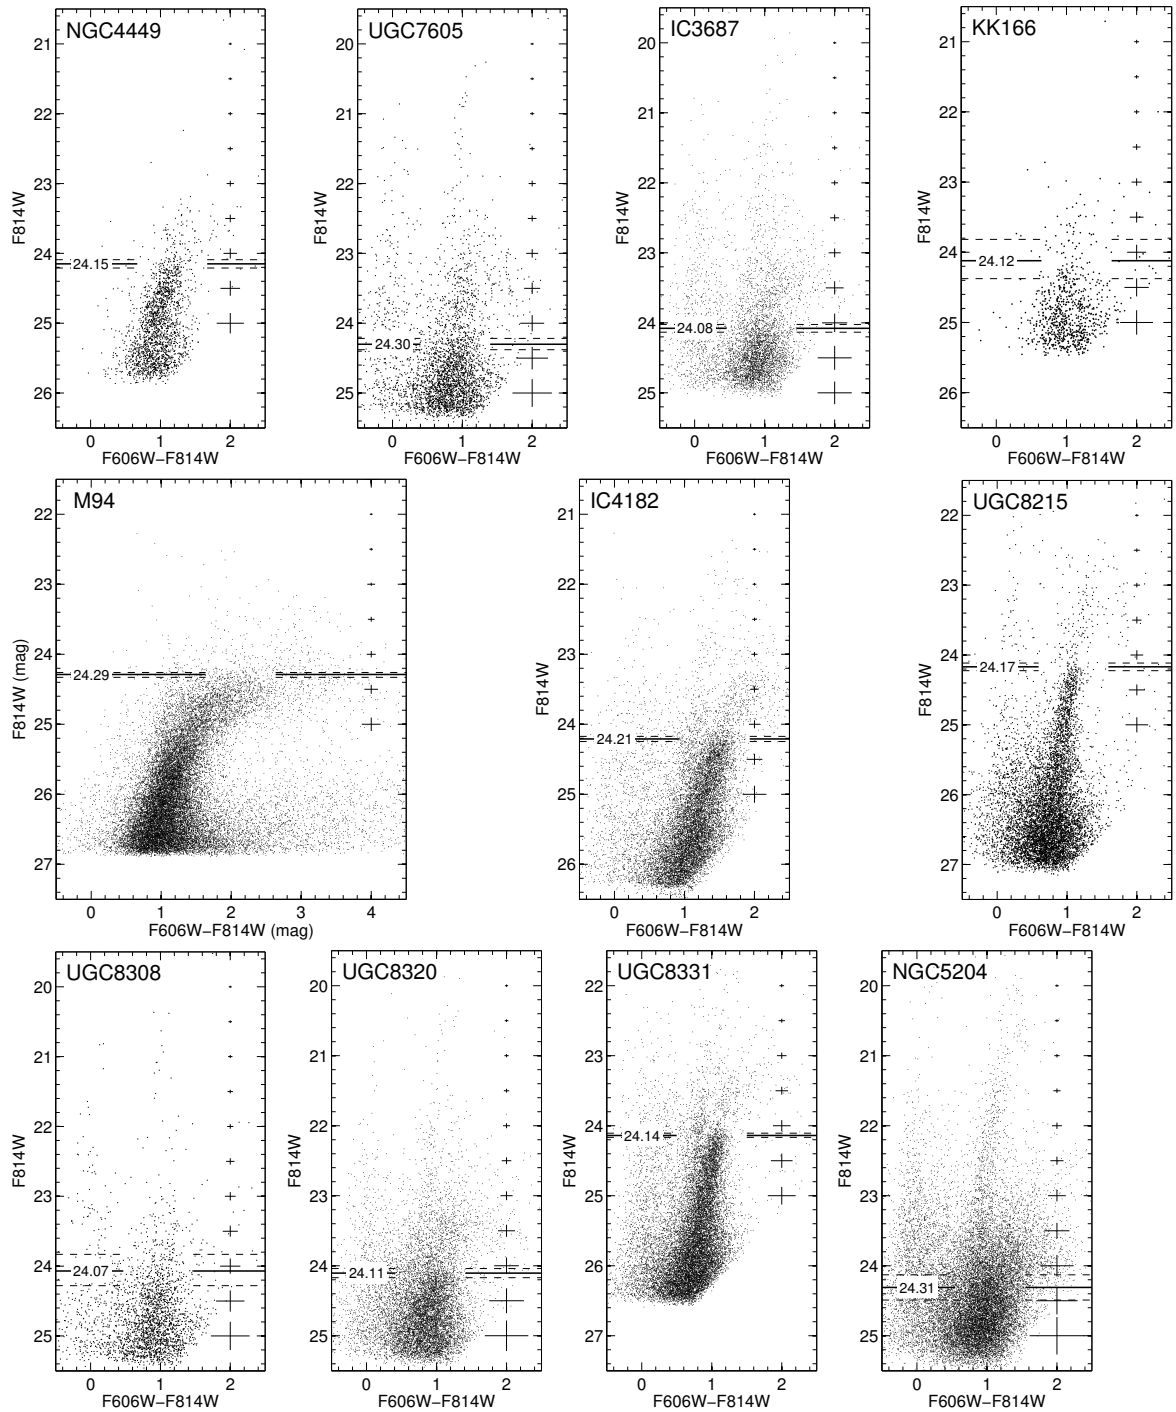 NGC4449
21
22
23
24
25
26
F814W
24.15
0 1 2
F606W−F814W
UGC7605
20
21
22
23
24
25
F814W
24.30
0 1 2
F606W−F814W
IC3687
20
21
22
23
24
25
F814W
24.08
0 1 2
F606W−F814W
KK166
21
22
23
24
25
26
F814W
24.12
0 1 2
F606W−F814W
M94
22
23
24
25
26
27
F814W (mag)
24.29
0 1 2 3 4
F606W−F814W (mag)
IC4182
21
22
23
24
25
26
F814W
24.21
0 1 2
F606W−F814W
UGC8215
22
23
24
25
26
27
F814W
24.17
0 1 2
F606W−F814W
UGC8308
20
21
22
23
24
25
F814W
24.07
0 1 2
F606W−F814W
UGC8320
20
21
22
23
24
25
F814W
24.11
0 1 2
F606W−F814W
UGC8331
22
23
24
25
26
27
F814W
24.14
0 1 2
F606W−F814W
NGC5204
20
21
22
23
24
25
F814W
24.31
0 1 2
F606W−F814W